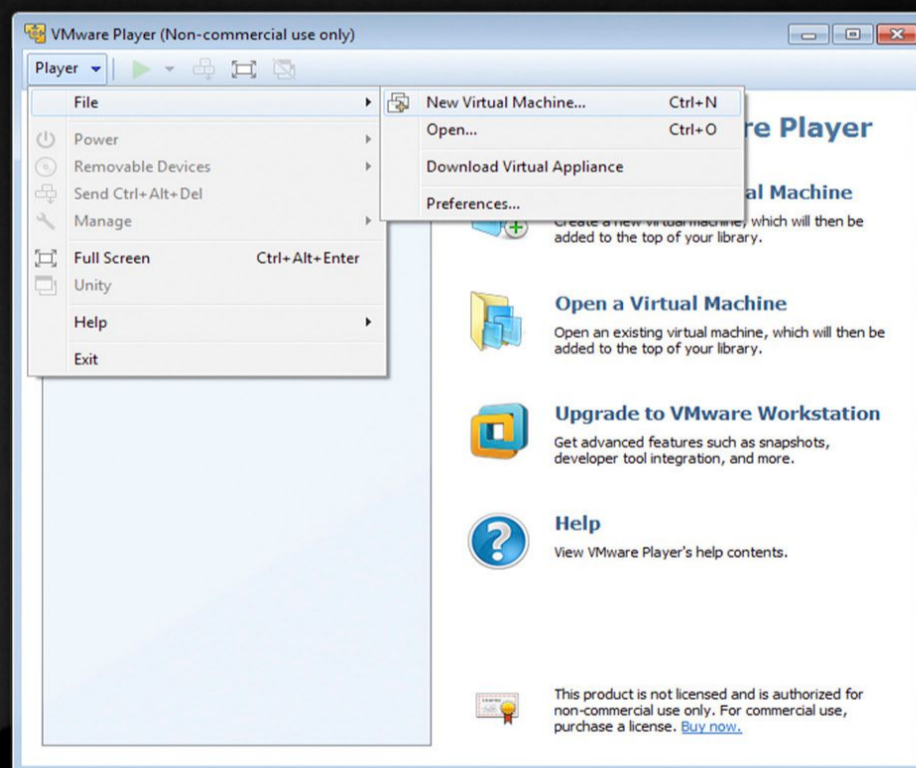 VMware Player (Non-commercial use only)
Player
File
New Virtual Machine... Ctrl+N
Open... Ctrl+O
Download Virtual Appliance
Preferences...
Power
Removable Devices
Send Ctrl+Alt+Del
Manage
Full Screen Ctrl+Alt+Enter
Unity
Help
Exit
re Player
al Machine
Create a new virtual machine, which will then be
added to the top of your library.
Open a Virtual Machine
Open an existing virtual machine, which will then be
added to the top of your library.
Upgrade to VMware Workstation
Get advanced features such as snapshots,
developer tool integration, and more.
Help
View VMware Player's help contents.
This product is not licensed and is authorized for
non-commercial use only. For commercial use,
purchase a license. Buy now.